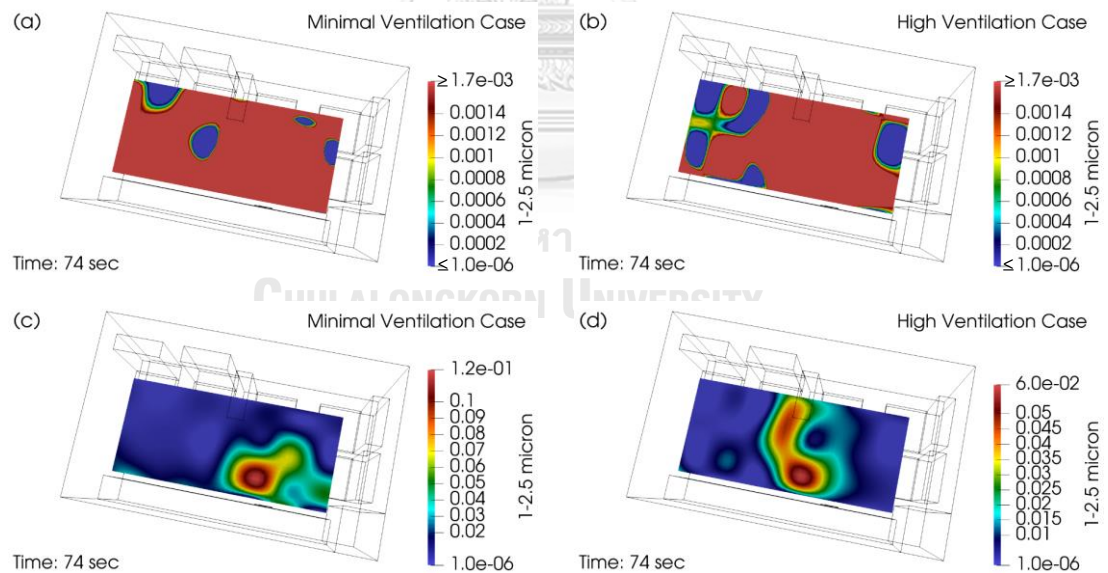 (a) Minimal Ventilation Case
≥ 1.7e-03
0.0014
0.0012
0.001
0.0008
0.0006
0.0004
0.0002
≤ 1.0e-06
1-2.5 micron
Time: 74 sec
(b) High Ventilation Case
≥ 1.7e-03
0.0014
0.0012
0.001
0.0008
0.0006
0.0004
0.0002
≤ 1.0e-06
1-2.5 micron
Time: 74 sec
CHULALONGKORN UNIVERSITY
(c) Minimal Ventilation Case
1.2e-01
0.1
0.09
0.08
0.07
0.06
0.05
0.04
0.02
1.0e-06
1-2.5 micron
Time: 74 sec
(d) High Ventilation Case
6.0e-02
0.05
0.045
0.04
0.035
0.03
0.025
0.02
0.015
0.01
1.0e-06
1-2.5 micron
Time: 74 sec